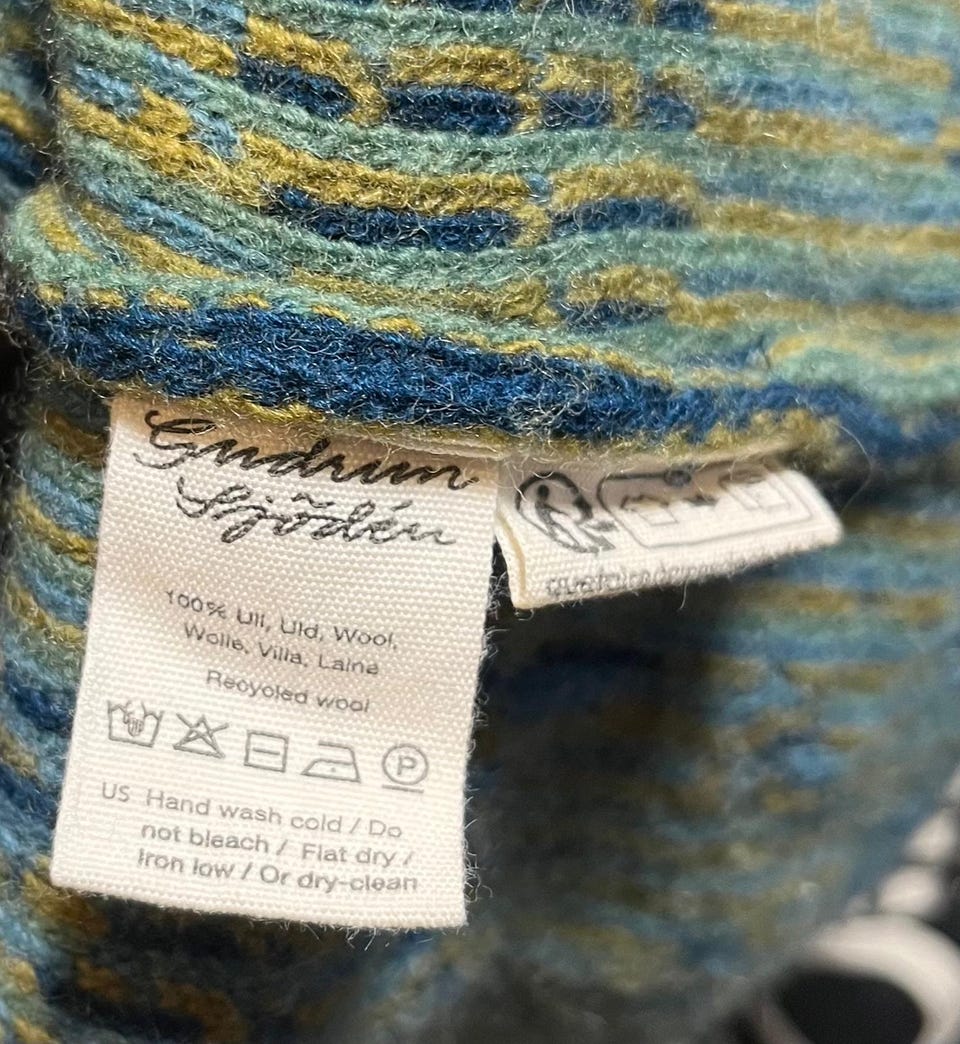 Gudrun
Sjödén
100% Ull, Uld, Wool,
Wolle, Villa, Laine
Recycled wool
P
US Hand wash cold / Do
not bleach / Flat dry /
Iron low / Or dry-clean